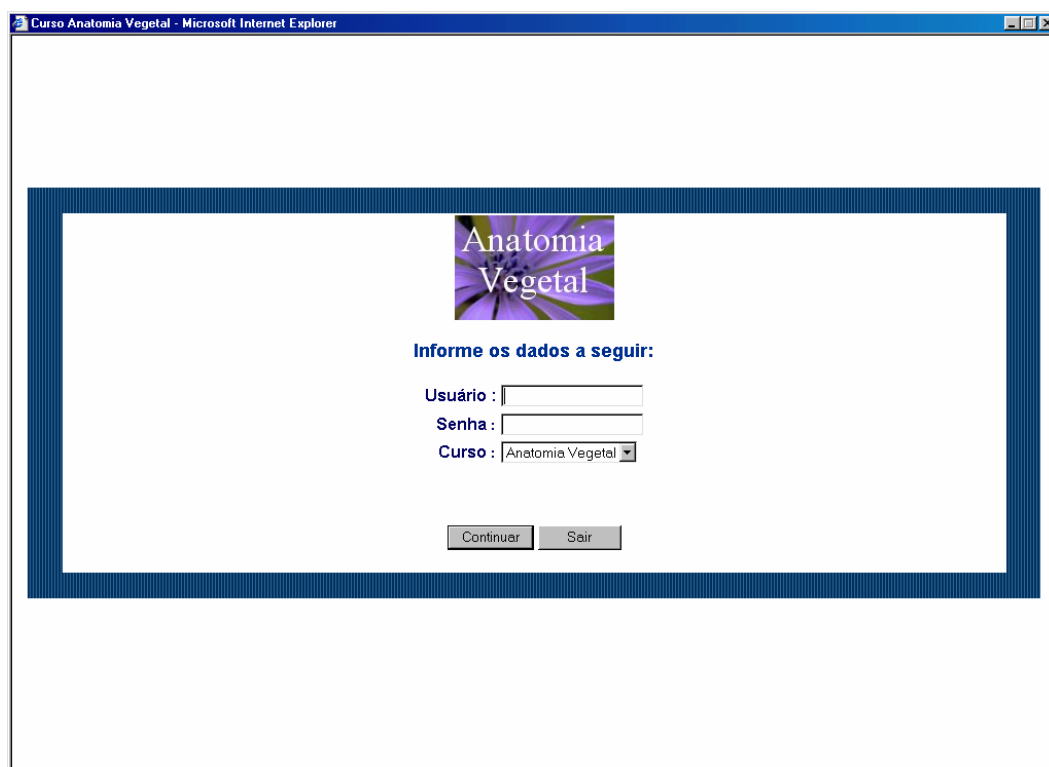 Curso Anatomia Vegetal - Microsoft Internet Explorer
Anatomia
Vegetal
Informe os dados a seguir:
Usuário :
Senha :
Curso : Anatomia Vegetal
Continuar Sair